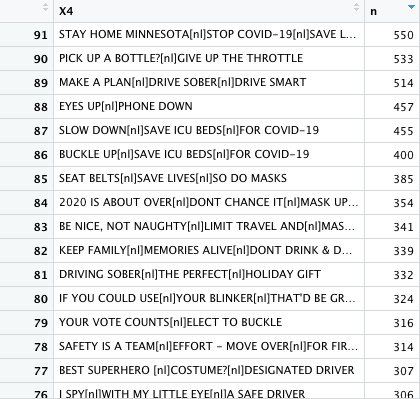 X4 n
91 STAY HOME MINNESOTA[nl]STOP COVID-19[nl]SAVE L... 550
90 PICK UP A BOTTLE?[nl]GIVE UP THE THROTTLE 533
89 MAKE A PLAN[nl]DRIVE SOBER[nl]DRIVE SMART 514
88 EYES UP[nl]PHONE DOWN 457
87 SLOW DOWN[nl]SAVE ICU BEDS[nl]FOR COVID-19 455
86 BUCKLE UP[nl]SAVE ICU BEDS[nl]FOR COVID-19 400
85 SEAT BELTS[nl]SAVE LIVES[nl]SO DO MASKS 385
84 2020 IS ABOUT OVER[nl]DONT CHANCE IT[nl]MASK UP... 354
83 BE NICE, NOT NAUGHTY[nl]LIMIT TRAVEL AND[nl]MAS... 341
82 KEEP FAMILY[nl]MEMORIES ALIVE[nl]DONT DRINK & D... 339
81 DRIVING SOBER[nl]THE PERFECT[nl]HOLIDAY GIFT 332
80 IF YOU COULD USE[nl]YOUR BLINKER[nl]THAT'D BE GR... 324
79 YOUR VOTE COUNTS[nl]ELECT TO BUCKLE 316
78 SAFETY IS A TEAM[nl]EFFORT - MOVE OVER[nl]FOR FIR... 314
77 BEST SUPERHERO [nl]COSTUME?[nl]DESIGNATED DRIVER 307
76 I SPY[nl]WITH MY LITTLE EYE[nl]A SAFE DRIVER 306